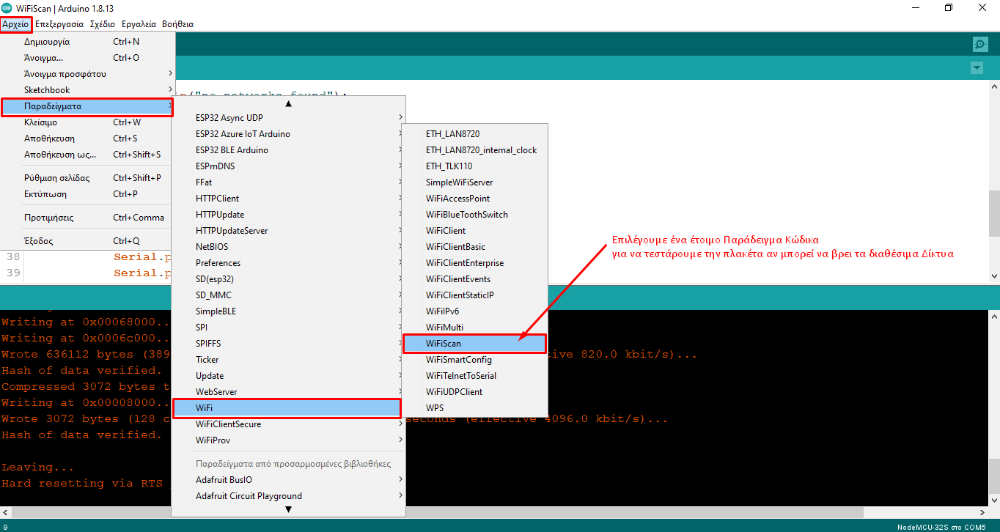 WiFiScan | Arduino 1.8.13
Αρχείο Επεξεργασία Σχέδιο Εργαλεία Βοήθεια
Δημιουργία Ctrl+N
Άνοιγμα... Ctrl+O
Άνοιγμα προσφάτου
Sketchbook
Παραδείγματα
Κλείσιμο Ctrl+W
Αποθήκευση Ctrl+S
Αποθήκευση ως... Ctrl+Shift+S
Ρύθμιση σελίδας Ctrl+Shift+P
Εκτύπωση Ctrl+P
Προτιμήσεις Ctrl+Comma
Έξοδος Ctrl+Q
ESP32 Async UDP
ESP32 Azure IoT Arduino
ESP32 BLE Arduino
ESPmDNS
FFat
HTTPClient
HTTPUpdate
HTTPUpdateServer
NetBIOS
Preferences
SD(esp32)
SD_MMC
SimpleBLE
SPI
SPIFFS
Ticker
Update
WebServer
WiFi
WiFiClientSecure
WiFiProv
Παραδείγματα από προσαρμοσμένες βιβλιοθήκες
Adafruit BusIO
Adafruit Circuit Playground
ETH_LAN8720
ETH_LAN8720_internal_clock
ETH_TLK110
SimpleWiFiServer
WiFiAccessPoint
WiFiBlueToothSwitch
WiFiClient
WiFiClientBasic
WiFiClientEnterprise
WiFiClientEvents
WiFiClientStaticIP
WiFiIPv6
WiFiMulti
WiFiScan
WiFiSmartConfig
WiFiTelnetToSerial
WiFiUDPClient
WPS
Επιλέγουμε ένα έτοιμο Παράδειγμα Κώδικα
για να τεστάρουμε την πλακέτα αν μπορεί να βρει τα διαθέσιμα Δίκτυα
n("no networks found");
38 Serial.p
39 Serial.p
Writing at 0x00068000..
Writing at 0x0006c000..
Wrote 636112 bytes (389 tive 820.0 kbit/s)...
Hash of data verified.
Compressed 3072 bytes t
Writing at 0x00008000..
Wrote 3072 bytes (128 c seconds (effective 4096.0 kbit/s)...
Hash of data verified.
Leaving...
Hard resetting via RTS
9 NodeMCU-32S στο COM5